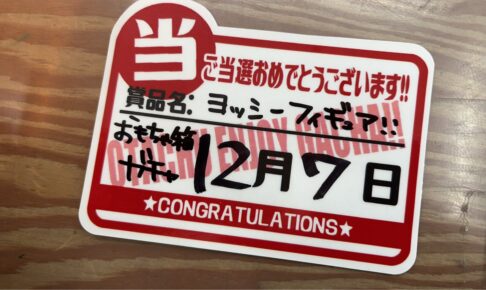 当
ご当選おめでとうございます!!
賞品名: ヨッシーフィギュア!!
おもちゃ箱
ガチャ 12月7日
★CONGRATULATIONS★